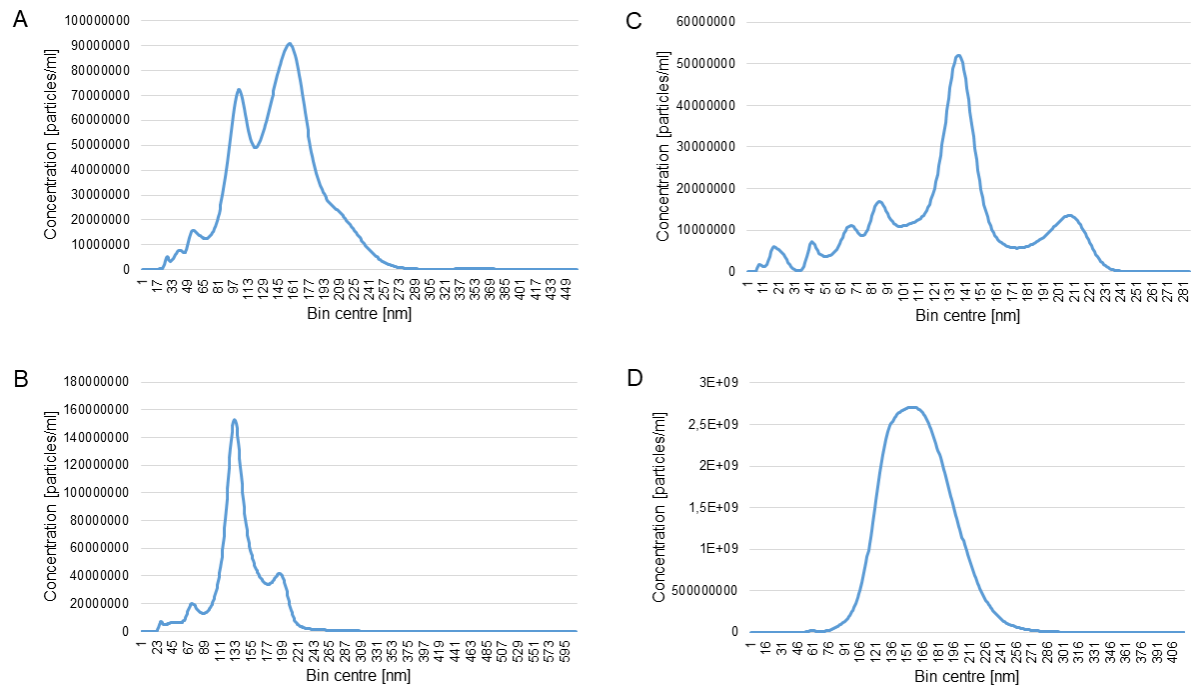 A
Concentration [particles/ml]
100000000
90000000
80000000
70000000
60000000
50000000
40000000
30000000
20000000
10000000
0
1 17 33 49 65 81 97 113 129 145 161 177 193 209 225 241 257 273 289 305 321 337 353 369 385 401 417 433 449
Bin centre [nm]
C
Concentration [particles/ml]
60000000
50000000
40000000
30000000
20000000
10000000
0
1 11 21 31 41 51 61 71 81 91 101 111 121 131 141 151 161 171 181 191 201 211 221 231 241 251 261 271 281
Bin centre [nm]
B
Concentration [particles/ml]
180000000
160000000
140000000
120000000
100000000
80000000
60000000
40000000
20000000
0
1 23 45 67 89 111 133 155 177 199 221 243 265 287 309 331 353 375 397 419 441 463 485 507 529 551 573 595
Bin centre [nm]
D
Concentration [particles/ml]
3E+09
2,5E+09
2E+09
1,5E+09
1E+09
500000000
0
1 16 31 46 61 76 91 106 121 136 151 166 181 196 211 226 241 256 271 286 301 316 331 346 361 376 391 406
Bin centre [nm]